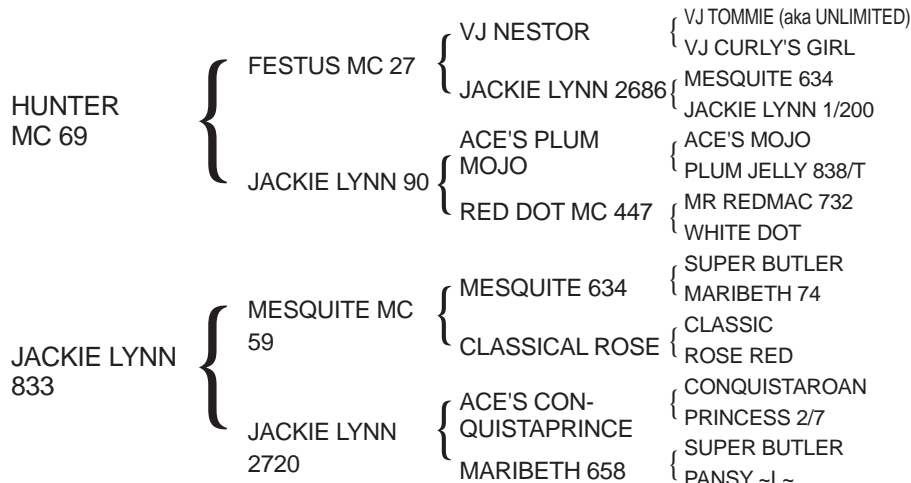 HUNTER
MC 69
FESTUS MC 27
VJ NESTOR
VJ TOMMIE (aka UNLIMITED)
VJ CURLY'S GIRL
JACKIE LYNN 2686
MESQUITE 634
JACKIE LYNN 1/200
JACKIE LYNN 90
ACE'S PLUM
MOJO
ACE'S MOJO
PLUM JELLY 838/T
RED DOT MC 447
MR REDMAC 732
WHITE DOT
JACKIE LYNN
833
MESQUITE MC
59
MESQUITE 634
SUPER BUTLER
MARIBETH 74
CLASSICAL ROSE
CLASSIC
ROSE RED
JACKIE LYNN
2720
ACE'S CON-
QUISTAPRINCE
CONQUISTAROAN
PRINCESS 2/7
MARIBETH 658
SUPER BUTLER
PANSY ~L~